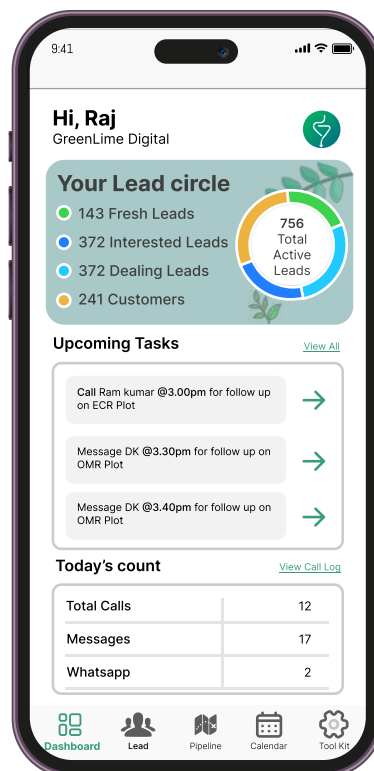 9:41
Hi, Raj
GreenLime Digital
Your Lead circle
143 Fresh Leads
372 Interested Leads
372 Dealing Leads
241 Customers
756
Total
Active
Leads
Upcoming Tasks
View All
Call Ram kumar @3.00pm for follow up
on ECR Plot
Message DK @3.30pm for follow up on
OMR Plot
Message DK @3.40pm for follow up on
OMR Plot
Today’s count
View Call Log
Total Calls 12
Messages 17
Whatsapp 2
Dashboard
Lead
Pipeline
Calendar
Tool Kit